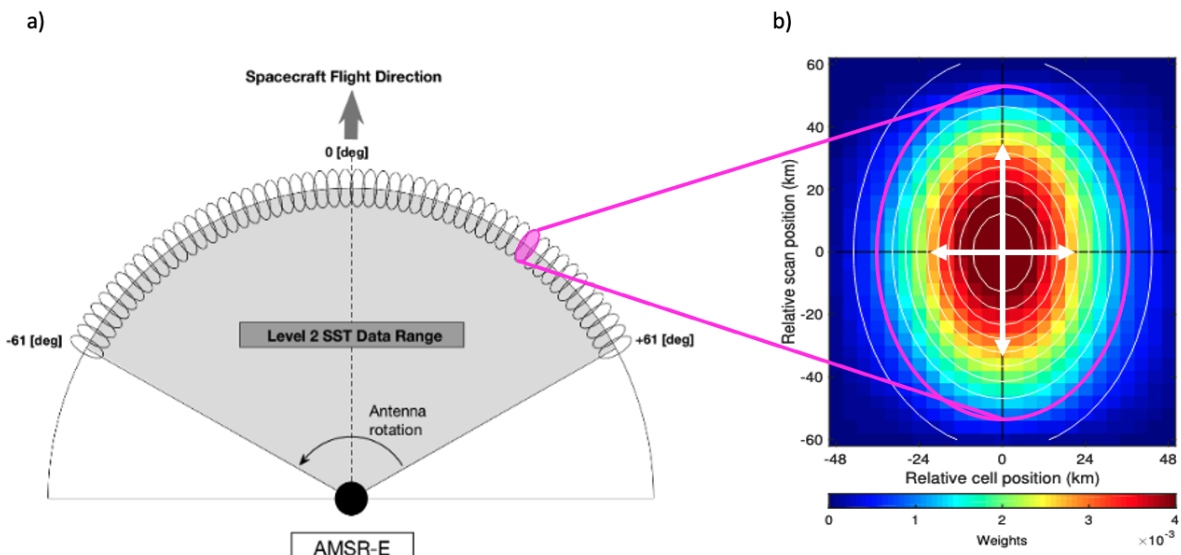 a)
Spacecraft Flight Direction
0 [deg]
-61 [deg]
+61 [deg]
Level 2 SST Data Range
Antenna
rotation
AMSR-E
b)
60
40
20
0
-20
-40
-60
Relative scan position (km)
-48 -24 0 24 48
Relative cell position (km)
0 1 2 3 4
Weights ×10⁻³